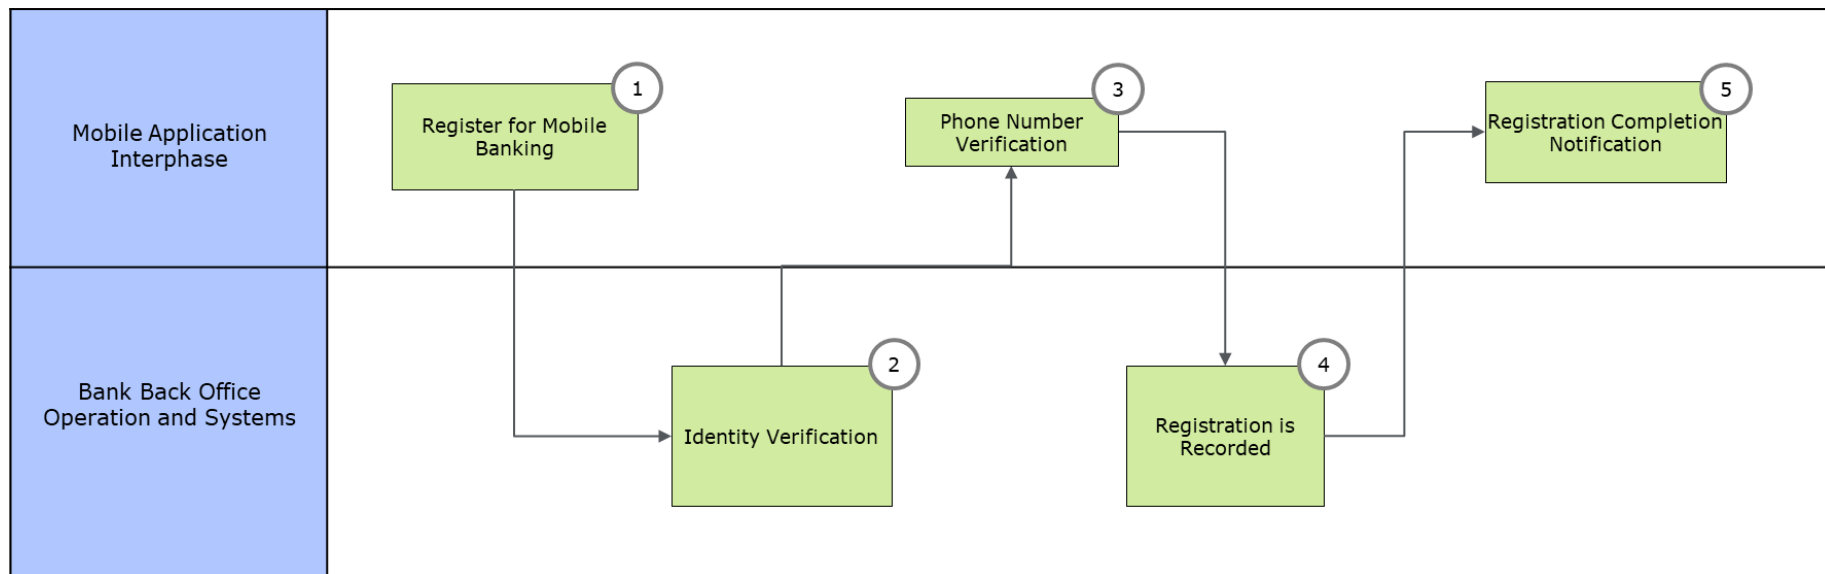 Mobile Application
Interphase
1
Register for Mobile
Banking
3
Phone Number
Verification
5
Registration Completion
Notification
Bank Back Office
Operation and Systems
2
Identity Verification
4
Registration is
Recorded